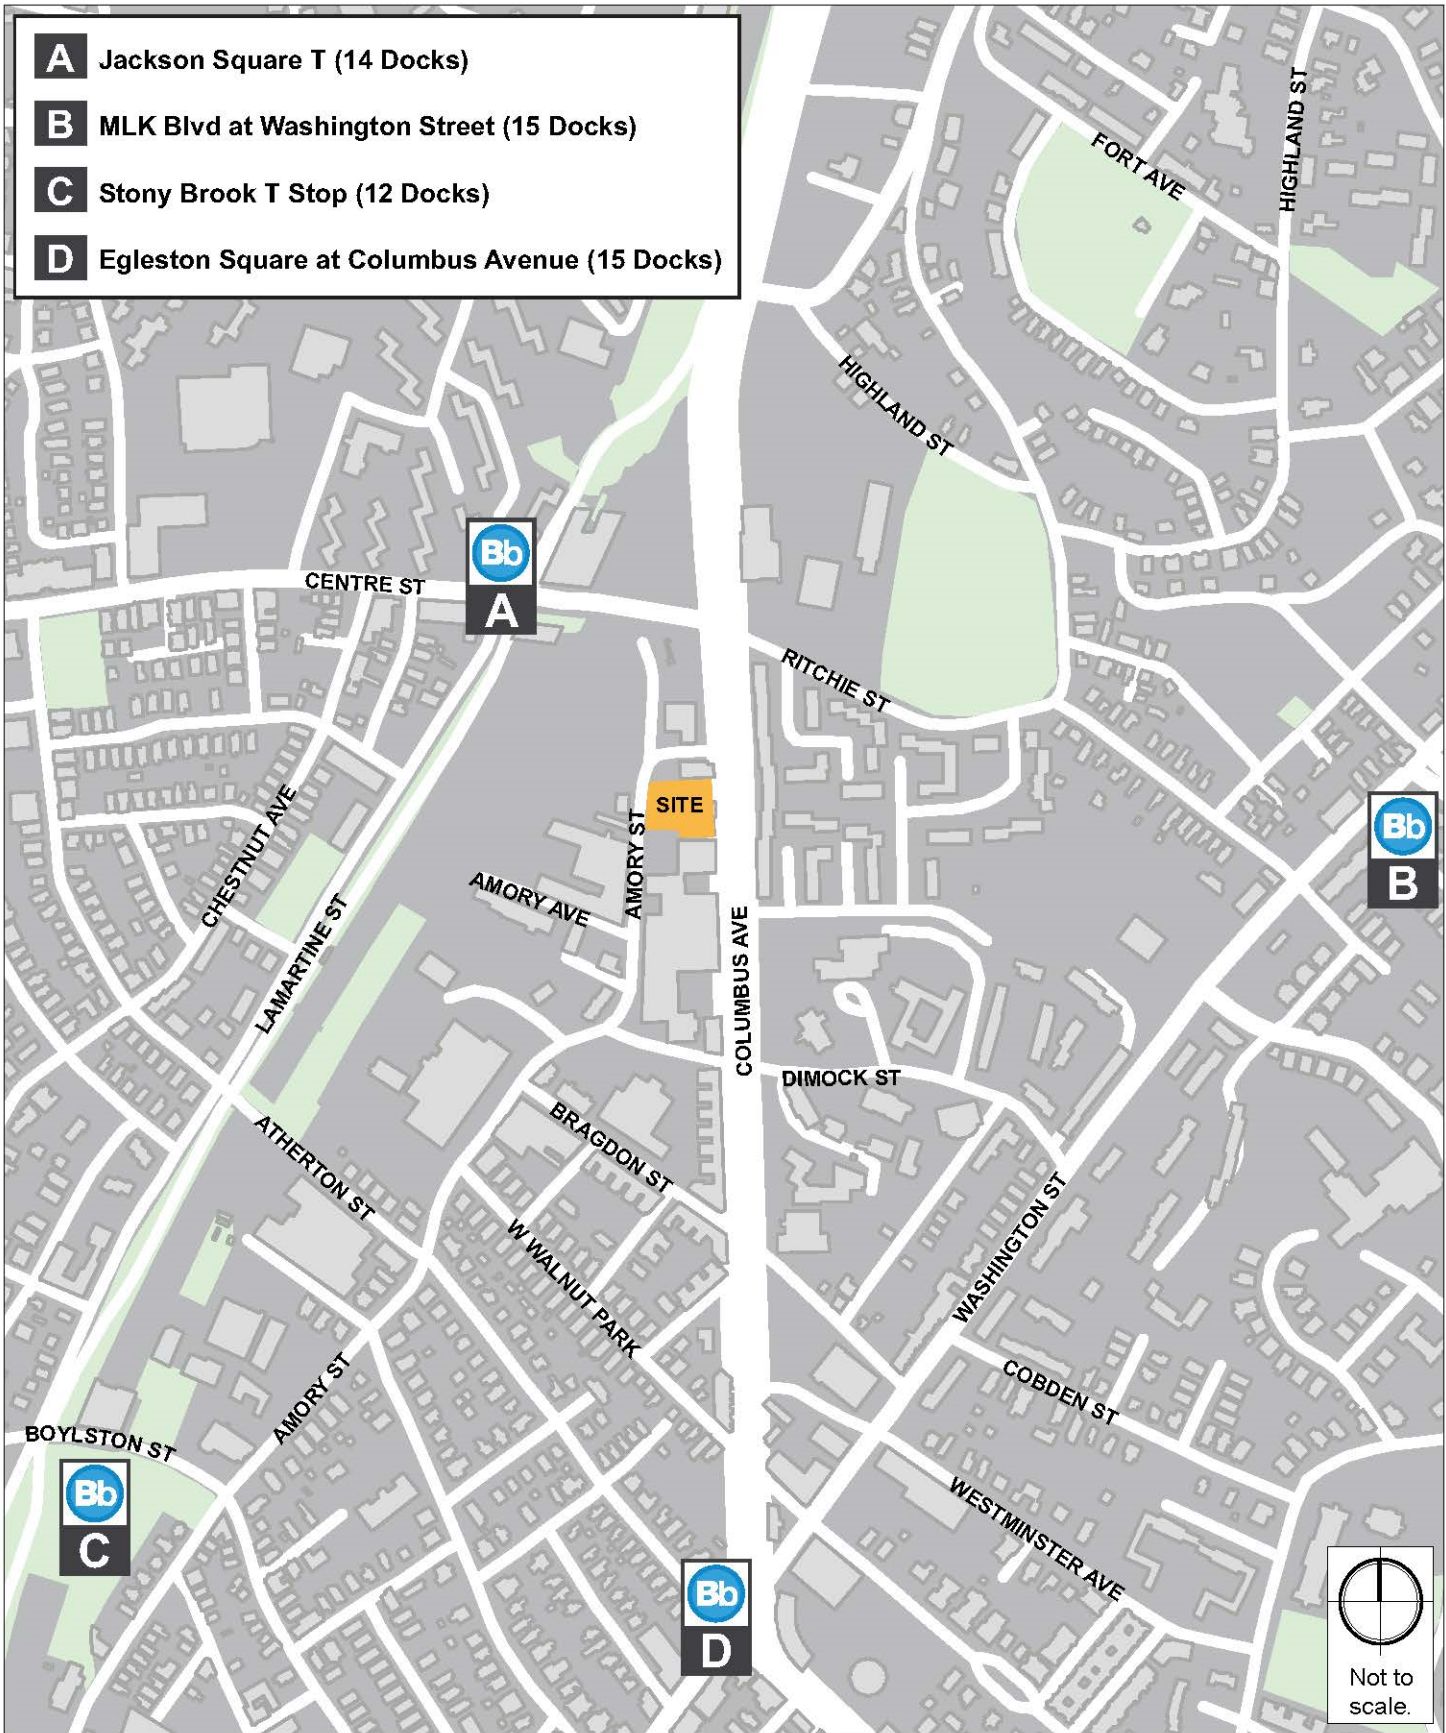 A Jackson Square T (14 Docks)
B MLK Blvd at Washington Street (15 Docks)
C Stony Brook T Stop (12 Docks)
D Egleston Square at Columbus Avenue (15 Docks)
HIGHLAND ST
FORT AVE
HIGHLAND ST
Bb
A
CENTRE ST
RITCHIE ST
SITE
AMORY ST
CHESTNUT AVE
Bb
B
AMORY AVE
LAMARTINE ST
COLUMBUS AVE
DIMOCK ST
BRAGDON ST
ATHERTON ST
W WALNUT PARK
WASHINGTON ST
COBDEN ST
AMORY ST
BOYLSTON ST
Bb
C
WESTMINSTER AVE
Bb
D
Not to
scale.